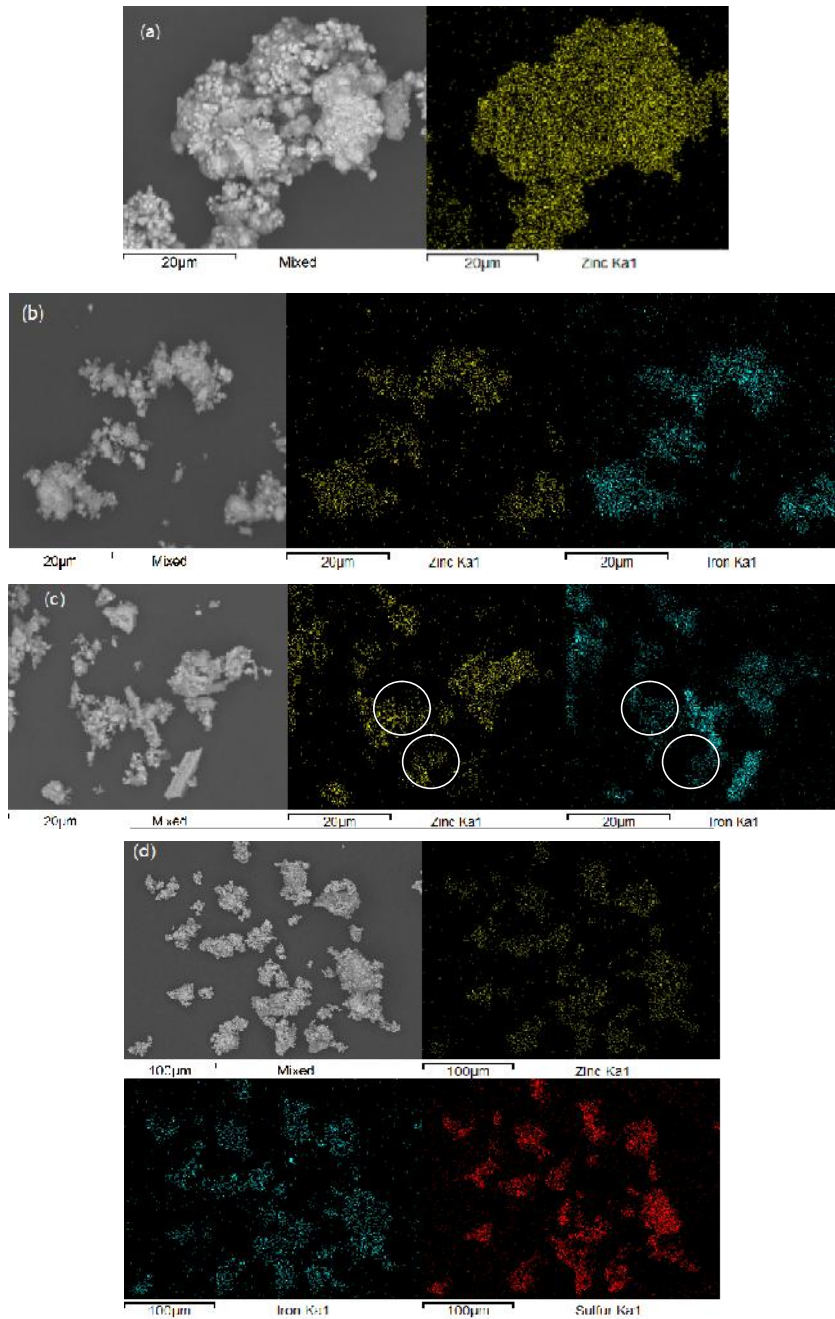 (a)
20µm Mixed 20µm Zinc Ka1
(b)
20µm Mixed 20µm Zinc Ka1 20µm Iron Ka1
(c)
20µm Mixed 20µm Zinc Ka1 20µm Iron Ka1
(d)
100µm Mixed 100µm Zinc Ka1
100µm Iron Ka1 100µm Sulfur Ka1